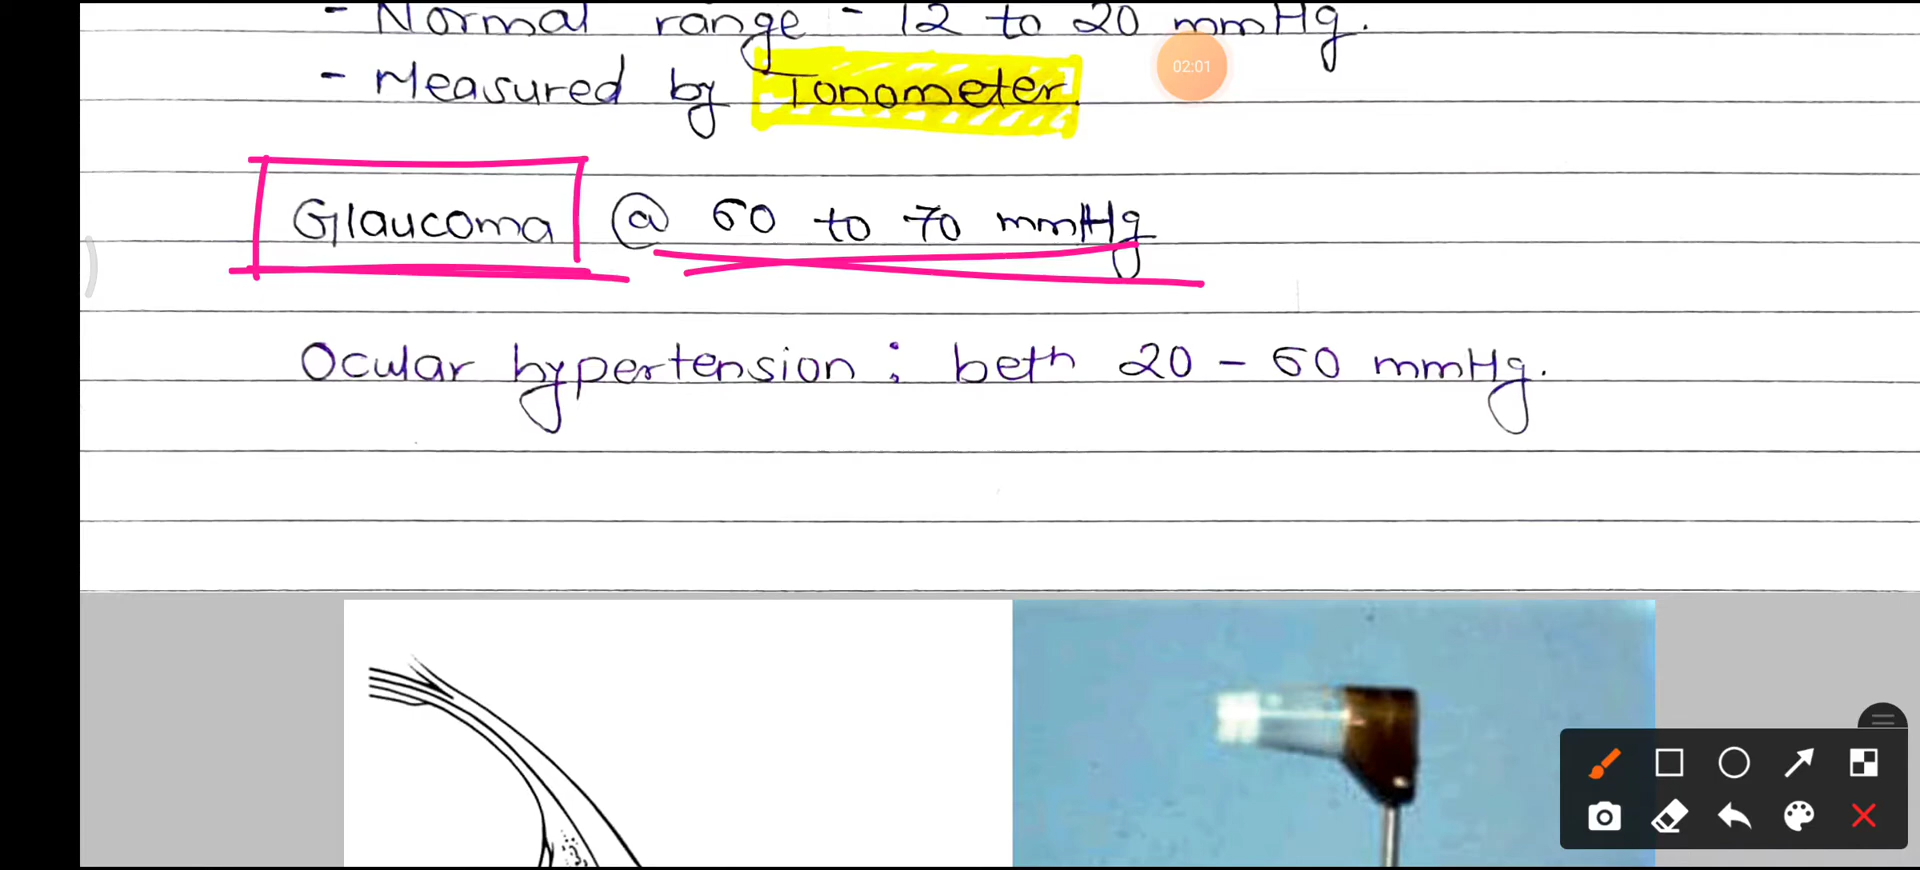 - Normal range - 12 to 20 mmHg.
- Measured by Tonometer.
02:01
Glaucoma @ 60 to 70 mmHg
Ocular hypertension : beth 20 - 60 mmHg.